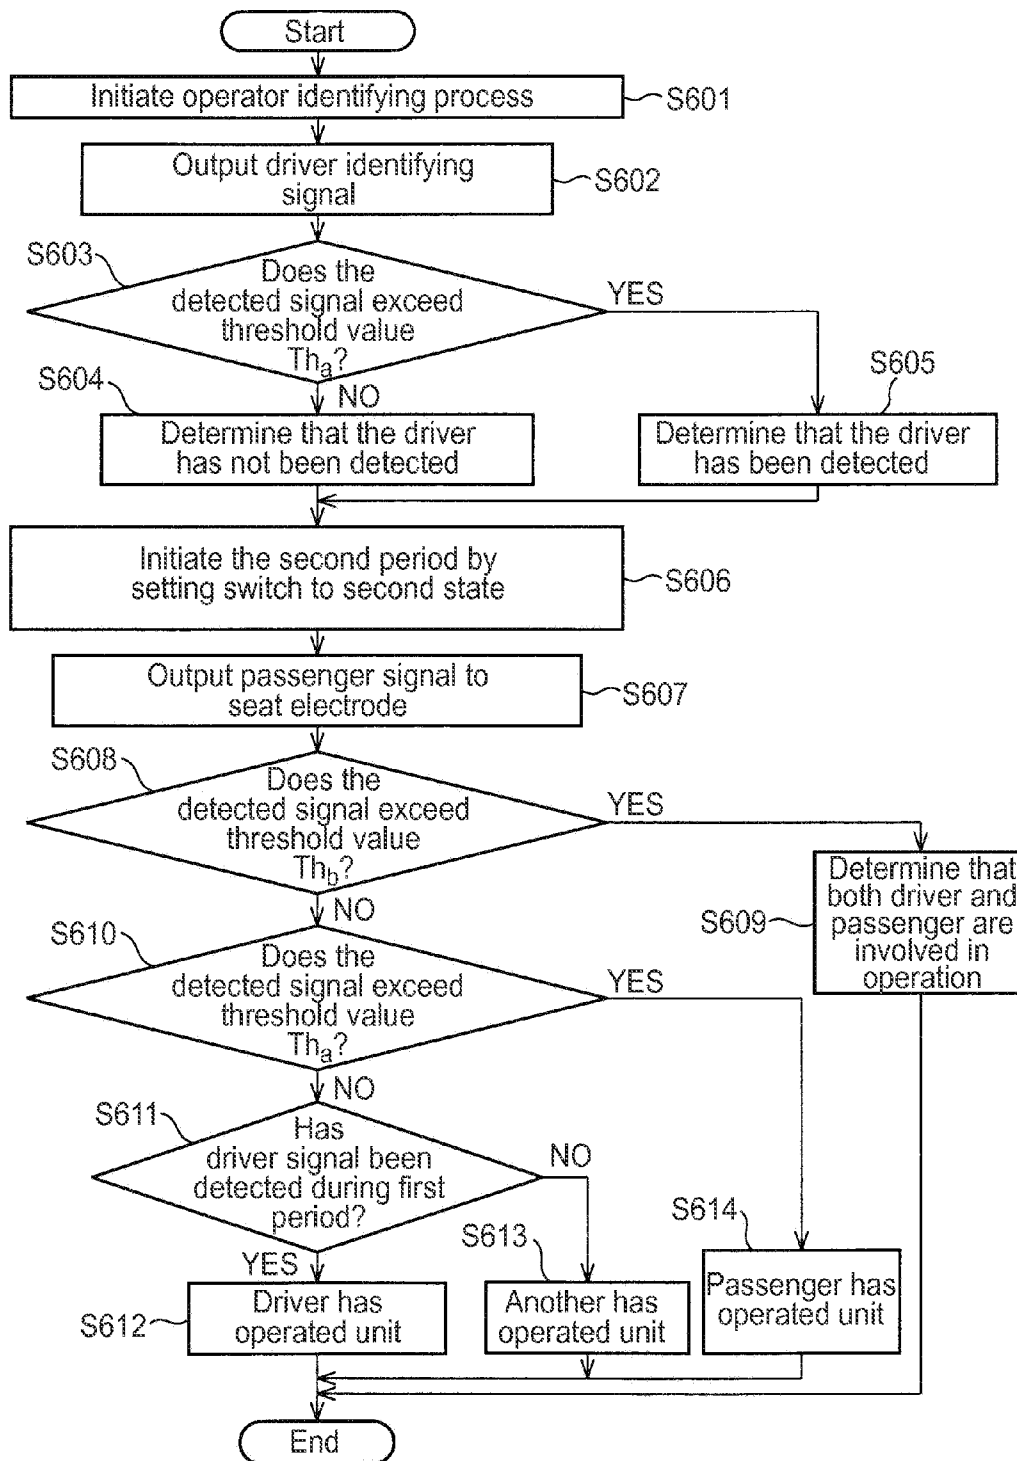 Start
Initiate operator identifying process
S601
Output driver identifying
signal
S602
S603
Does the
detected signal exceed
threshold value
Tha?
YES
NO
S604
Determine that the driver
has not been detected
S605
Determine that the driver
has been detected
Initiate the second period by
setting switch to second state
S606
Output passenger signal to
seat electrode
S607
S608
Does the
detected signal exceed
threshold value
Thb?
YES
NO
S609
Determine that
both driver and
passenger are
involved in
operation
S610
Does the
detected signal exceed
threshold value
Tha?
YES
NO
S611
Has
driver signal been
detected during first
period?
NO
YES
S612
Driver has
operated unit
S613
Another has
operated unit
S614
Passenger has
operated unit
End